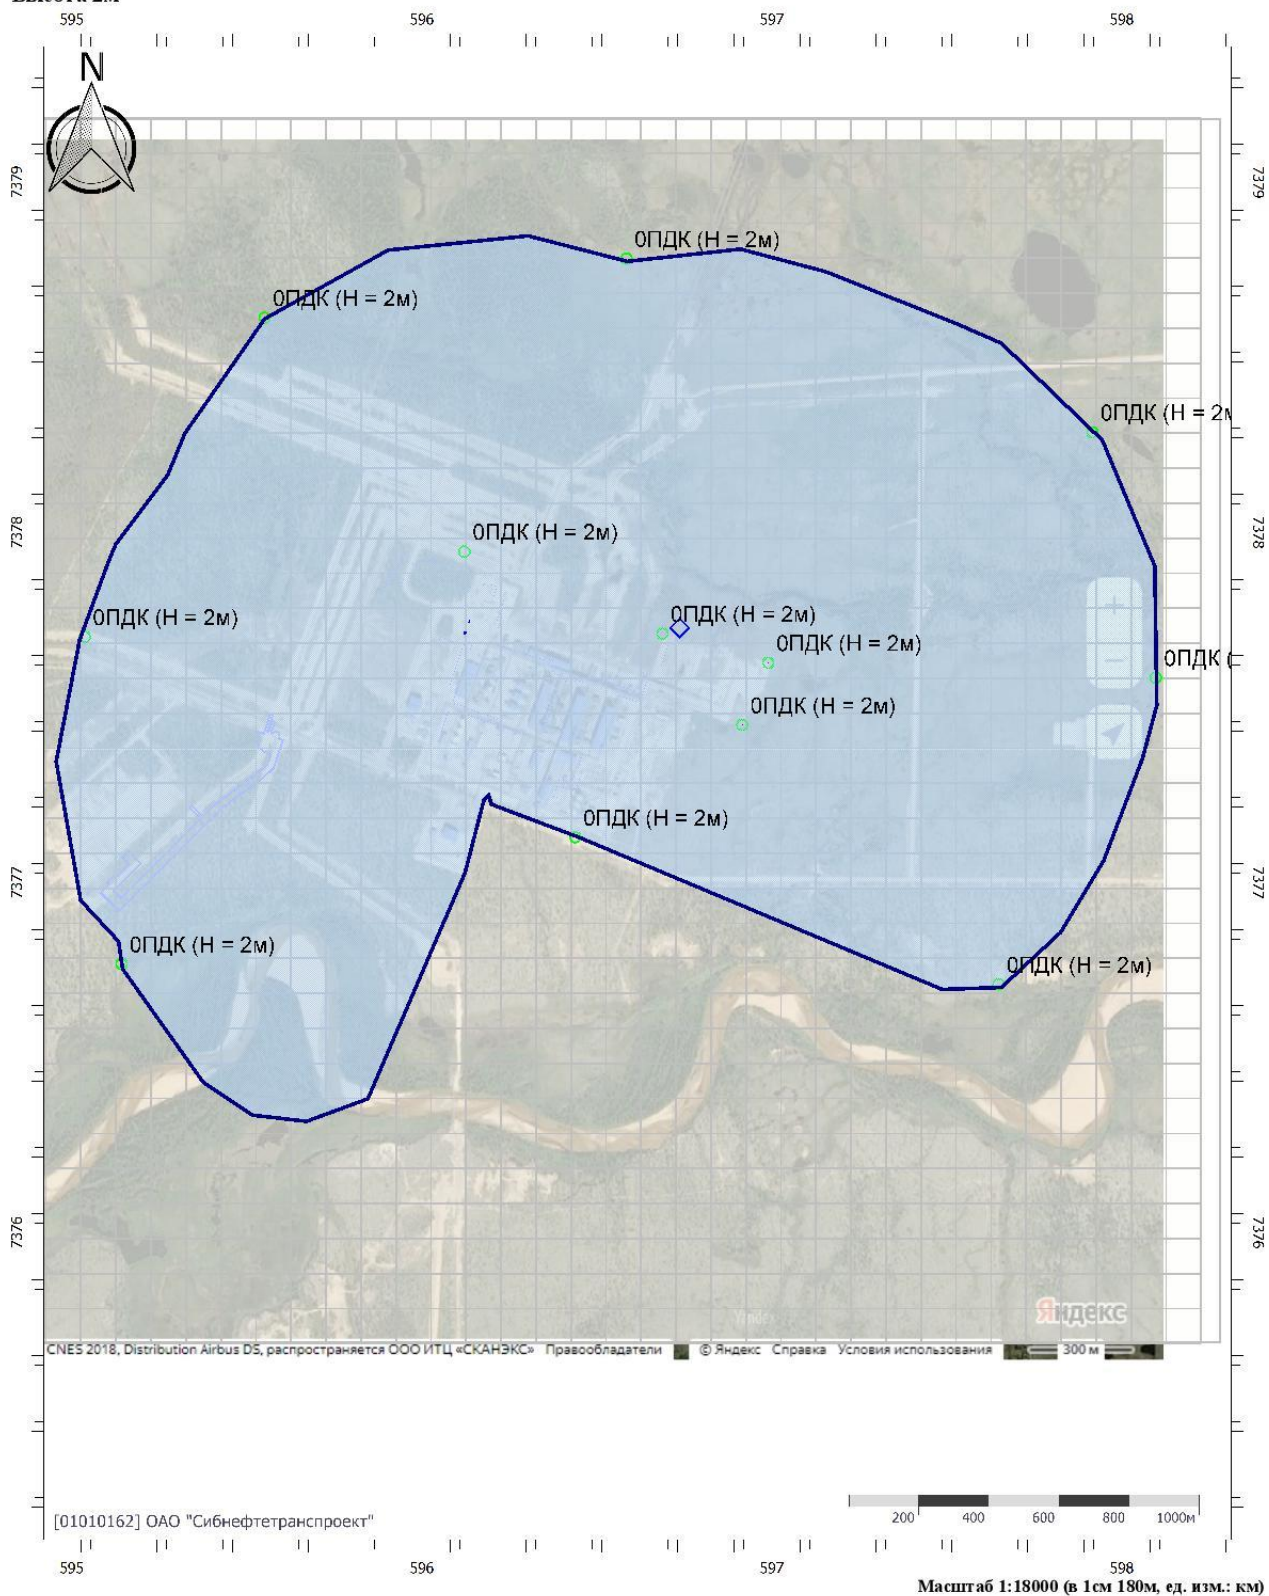 595 596 597 598
N
7379 7379
0ПДК (Н = 2м)
0ПДК (Н = 2м)
0ПДК (Н = 2м)
7378 7378
0ПДК (Н = 2м)
0ПДК (Н = 2м)
0ПДК (Н = 2м)
0ПДК (Н = 2м)
0ПДК (
0ПДК (Н = 2м)
0ПДК (Н = 2м)
7377 7377
0ПДК (Н = 2м)
0ПДК (Н = 2м)
7376 7376
Яндекс
CNES 2018, Distribution Airbus DS, распространяется ООО ИТЦ «СКАНЭКС» Правообладатели © Яндекс Справка Условия использования 300 м
200 400 600 800 1000м
[01010162] ОАО "Сибнефтетранспроект"
595 596 597 598
Масштаб 1:18000 (в 1см 180м, ед. изм.: км)